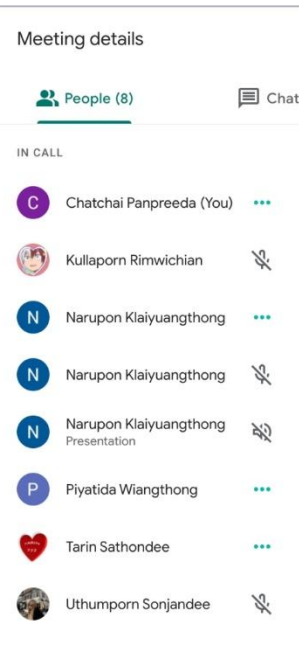 Meeting details
People (8)
Chat
IN CALL
C
Chatchai Panpreeda (You)
Kullaporn Rimwichian
N
Narupon Klaiyuangthong
N
Narupon Klaiyuangthong
N
Narupon Klaiyuangthong
Presentation
P
Piyatida Wiangthong
Tarin Sathondee
Uthumporn Sonjandee